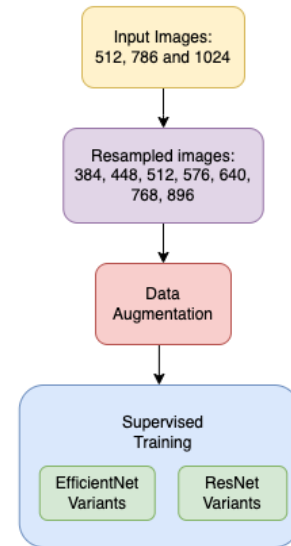 Input Images:
512, 786 and 1024
Resampled images:
384, 448, 512, 576, 640,
768, 896
Data
Augmentation
Supervised
Training
EfficientNet
Variants
ResNet
Variants